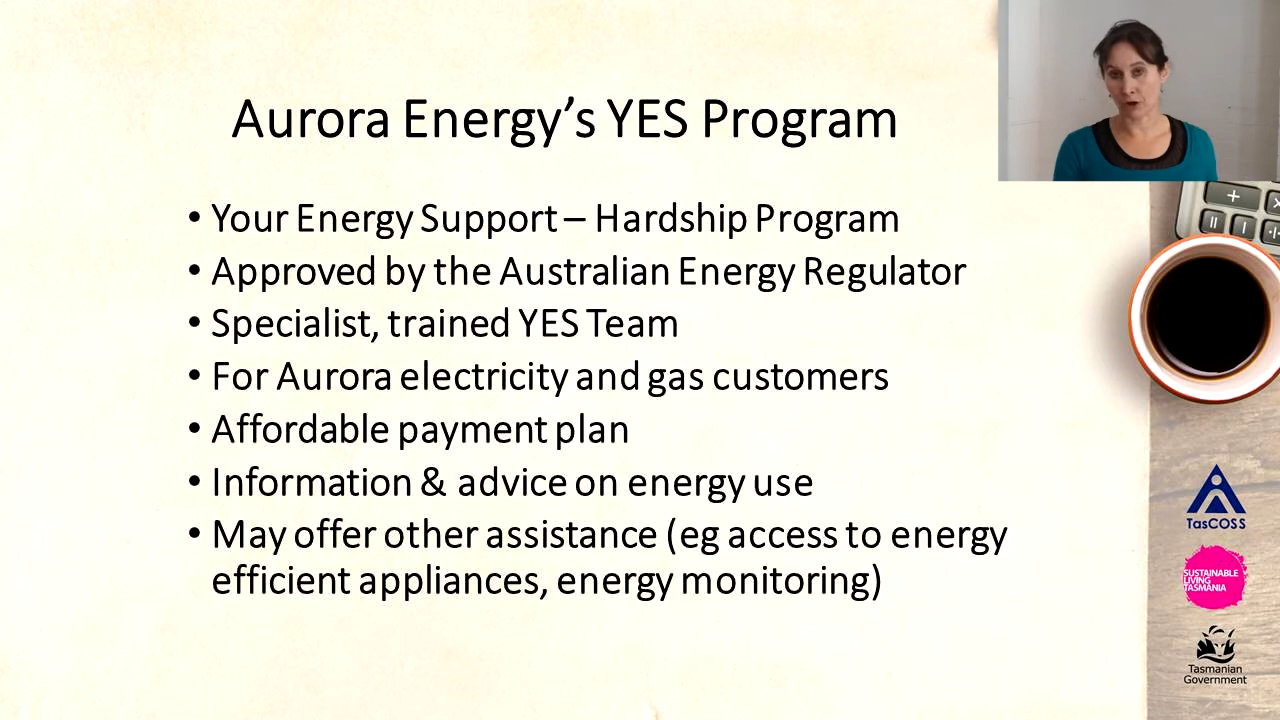 Aurora Energy’s YES Program
• Your Energy Support – Hardship Program
• Approved by the Australian Energy Regulator
• Specialist, trained YES Team
• For Aurora electricity and gas customers
• Affordable payment plan
• Information & advice on energy use
• May offer other assistance (eg access to energy
efficient appliances, energy monitoring)
TasCOSS
SUSTAINABLE
LIVING
TASMANIA
Tasmanian
Government